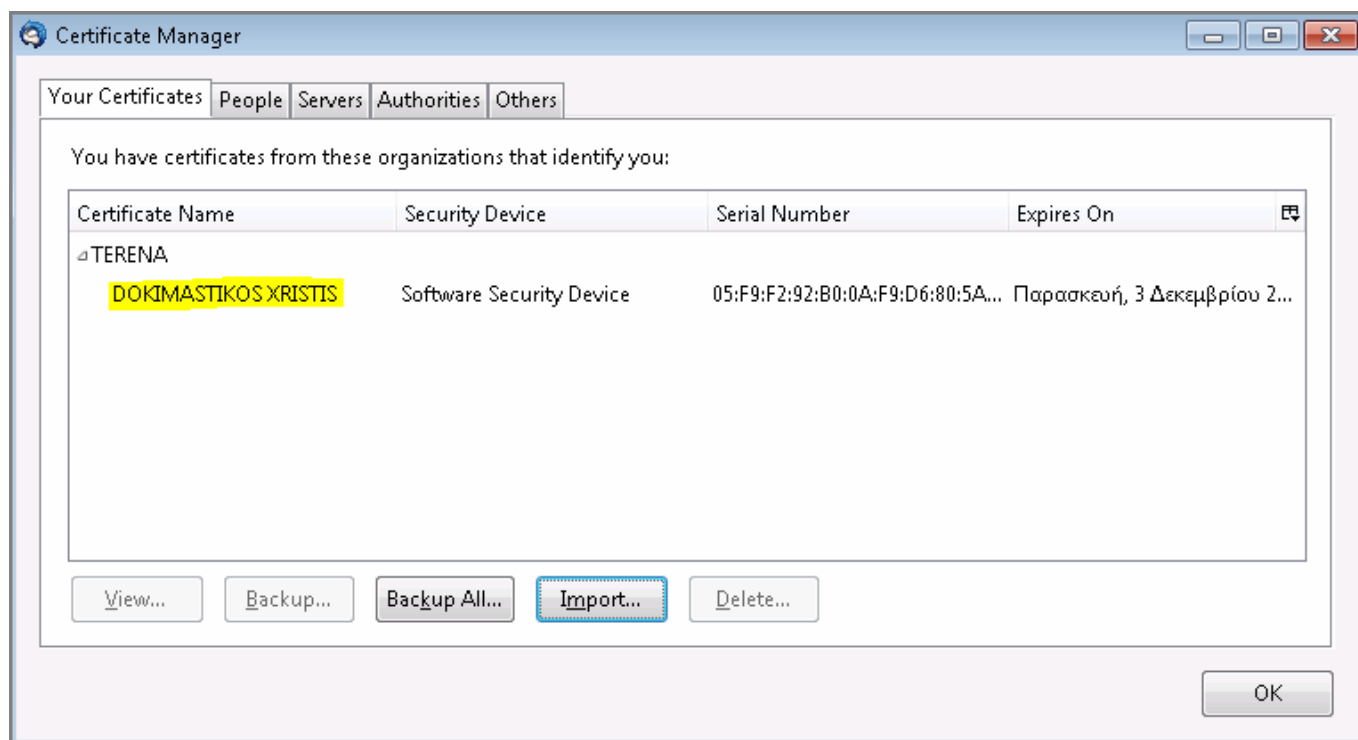 Certificate Manager
Your Certificates People Servers Authorities Others
You have certificates from these organizations that identify you:
Certificate Name Security Device Serial Number Expires On
TERENA
DOKIMASTIKOS XRISTIS Software Security Device 05:F9:F2:92:B0:0A:F9:D6:80:5A... Παρασκευή, 3 Δεκεμβρίου 2...
View... Backup... Backup All... Import... Delete...
OK